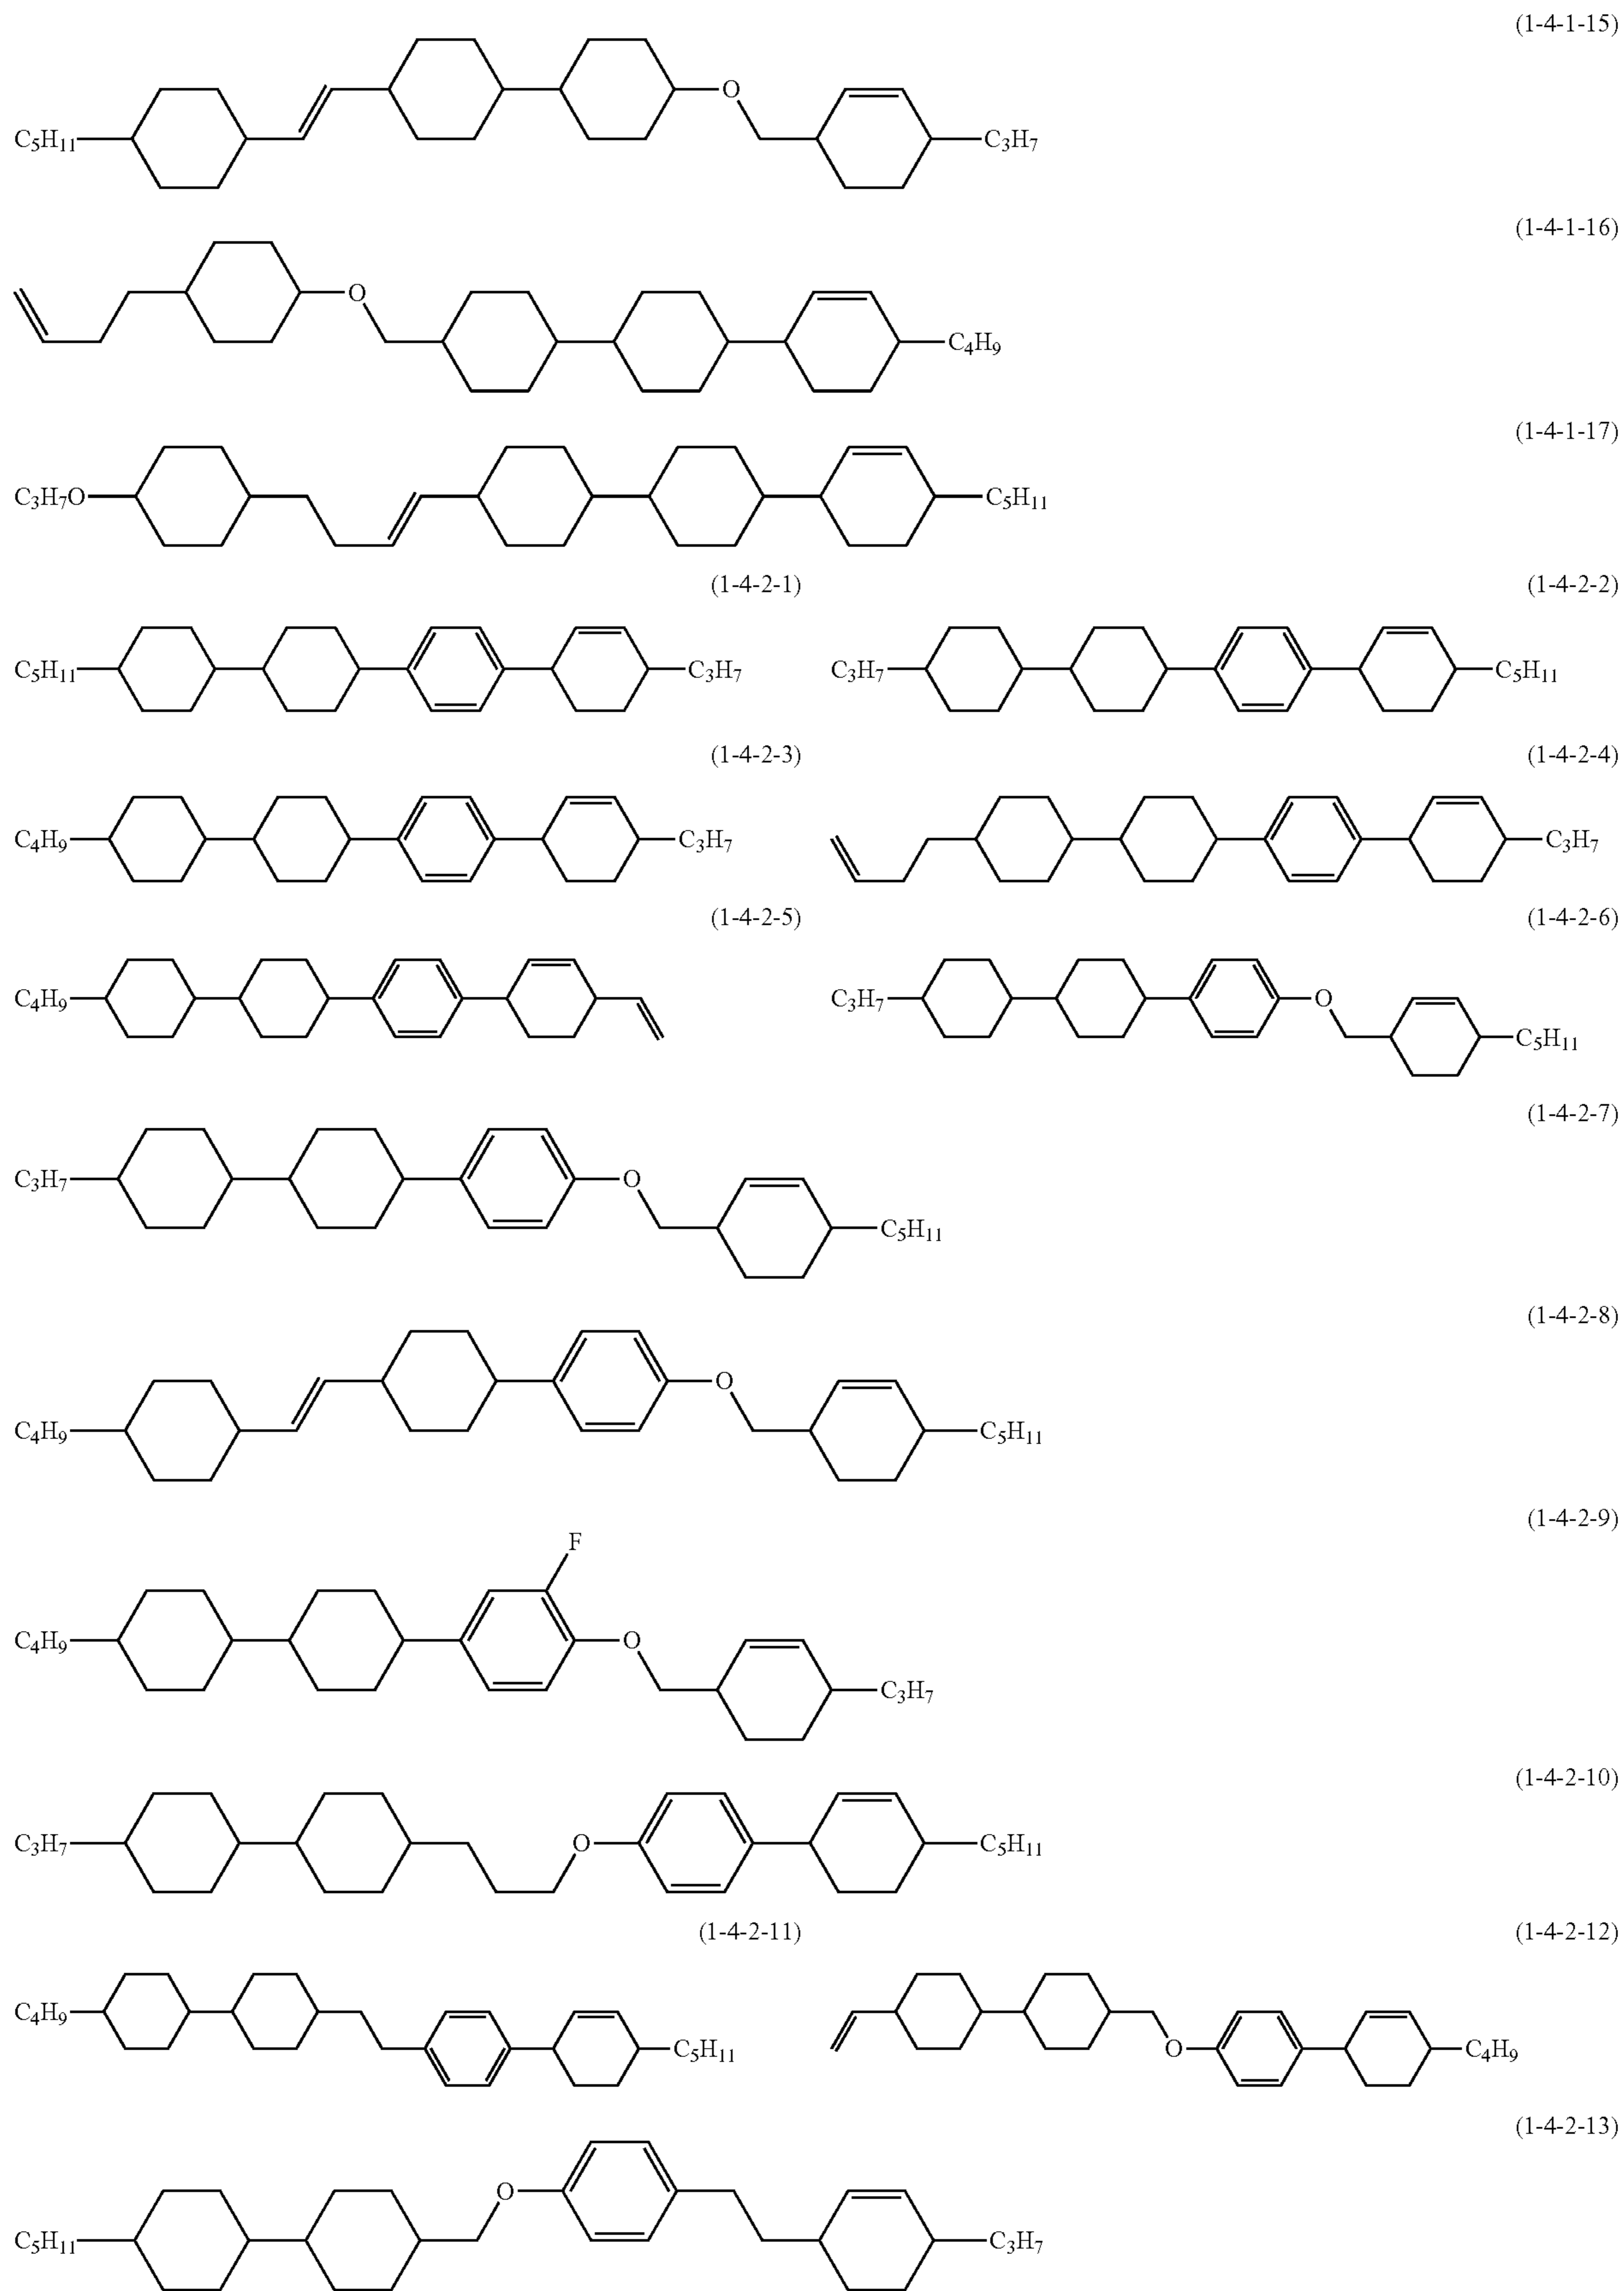 (1-4-1-15)
C5H11 O C3H7
(1-4-1-16)
O C4H9
(1-4-1-17)
C3H7O C5H11
(1-4-2-1) (1-4-2-2)
C5H11 C3H7 C3H7 C5H11
(1-4-2-3) (1-4-2-4)
C4H9 C3H7 C3H7
(1-4-2-5) (1-4-2-6)
C4H9 C3H7 O C5H11
(1-4-2-7)
C3H7 O C5H11
(1-4-2-8)
C4H9 O C5H11
(1-4-2-9)
F
C4H9 O C3H7
(1-4-2-10)
C3H7 O C5H11
(1-4-2-11) (1-4-2-12)
C4H9 C5H11 O C4H9
(1-4-2-13)
O
C5H11 C3H7